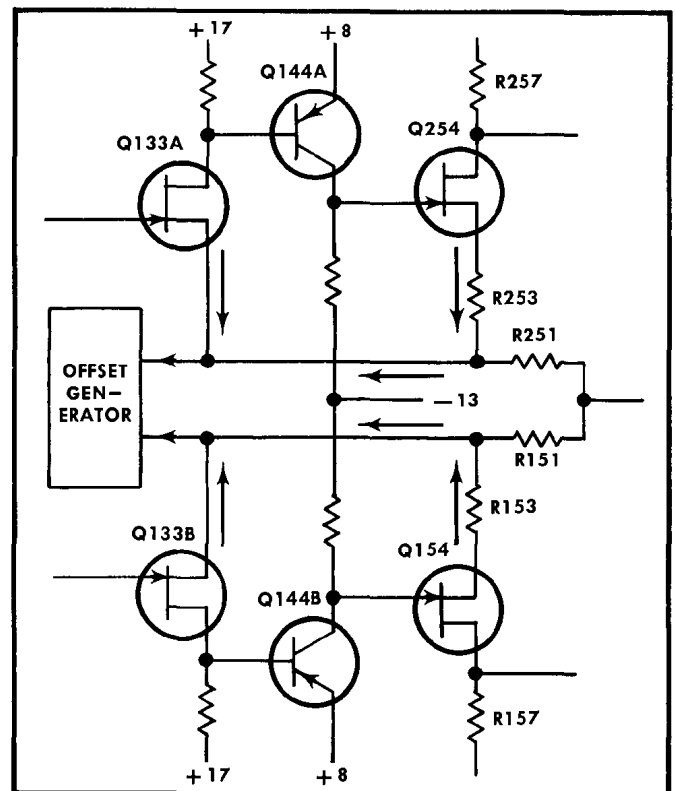 +17
+8
Q144A
R257
Q133A
Q254
R253
R251
OFFSET
GEN-
ERATOR
-13
R151
R153
Q133B
Q154
Q144B
R157
+17
+8